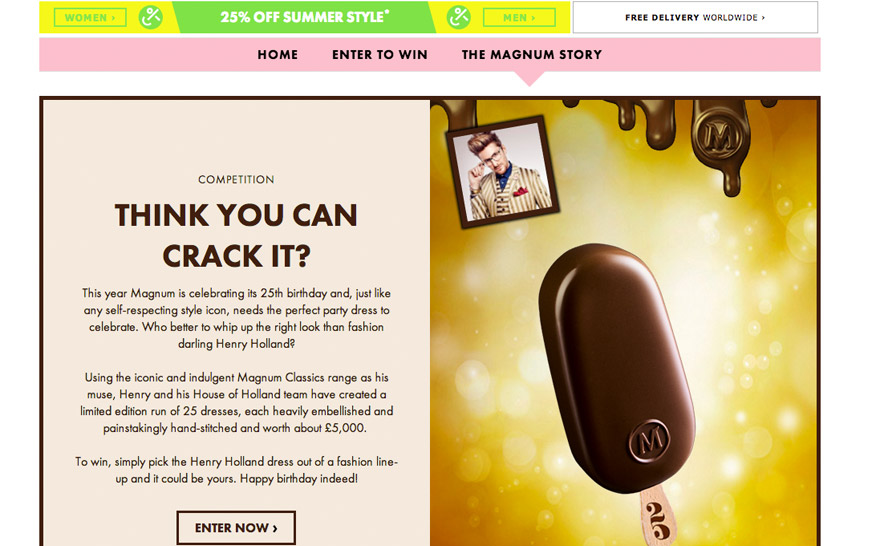 WOMEN ›
25% OFF SUMMER STYLE*
MEN ›
FREE DELIVERY WORLDWIDE ›
HOME
ENTER TO WIN
THE MAGNUM STORY
COMPETITION
THINK YOU CAN
CRACK IT?
This year Magnum is celebrating its 25th birthday and, just like
any self-respecting style icon, needs the perfect party dress to
celebrate. Who better to whip up the right look than fashion
darling Henry Holland?
Using the iconic and indulgent Magnum Classics range as his
muse, Henry and his House of Holland team have created a
limited edition run of 25 dresses, each heavily embellished and
painstakingly hand-stitched and worth about £5,000.
To win, simply pick the Henry Holland dress out of a fashion line-
up and it could be yours. Happy birthday indeed!
ENTER NOW ›
M
M
25